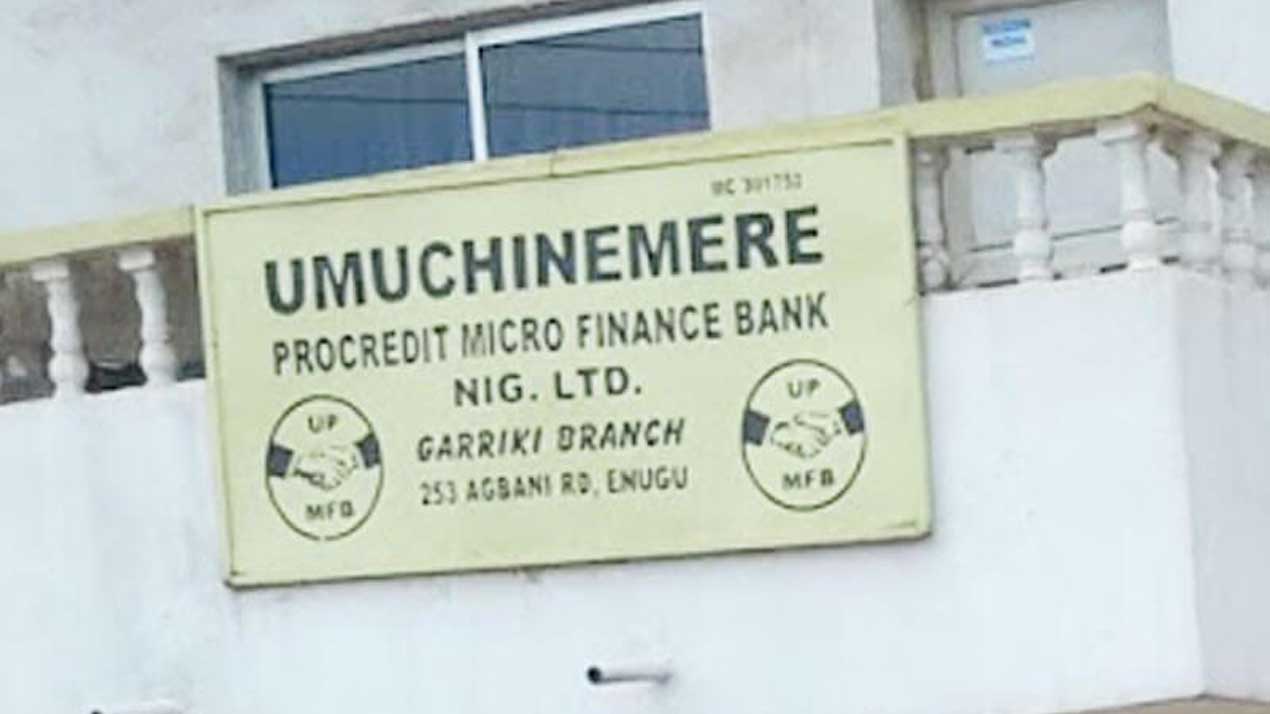 UMUCHINEMERE
PROCREDIT MICRO FINANCE BANK
NIG. LTD.
GARRIKI BRANCH
253 AGBANI RD, ENUGU
UP
MFB
UP
MFB